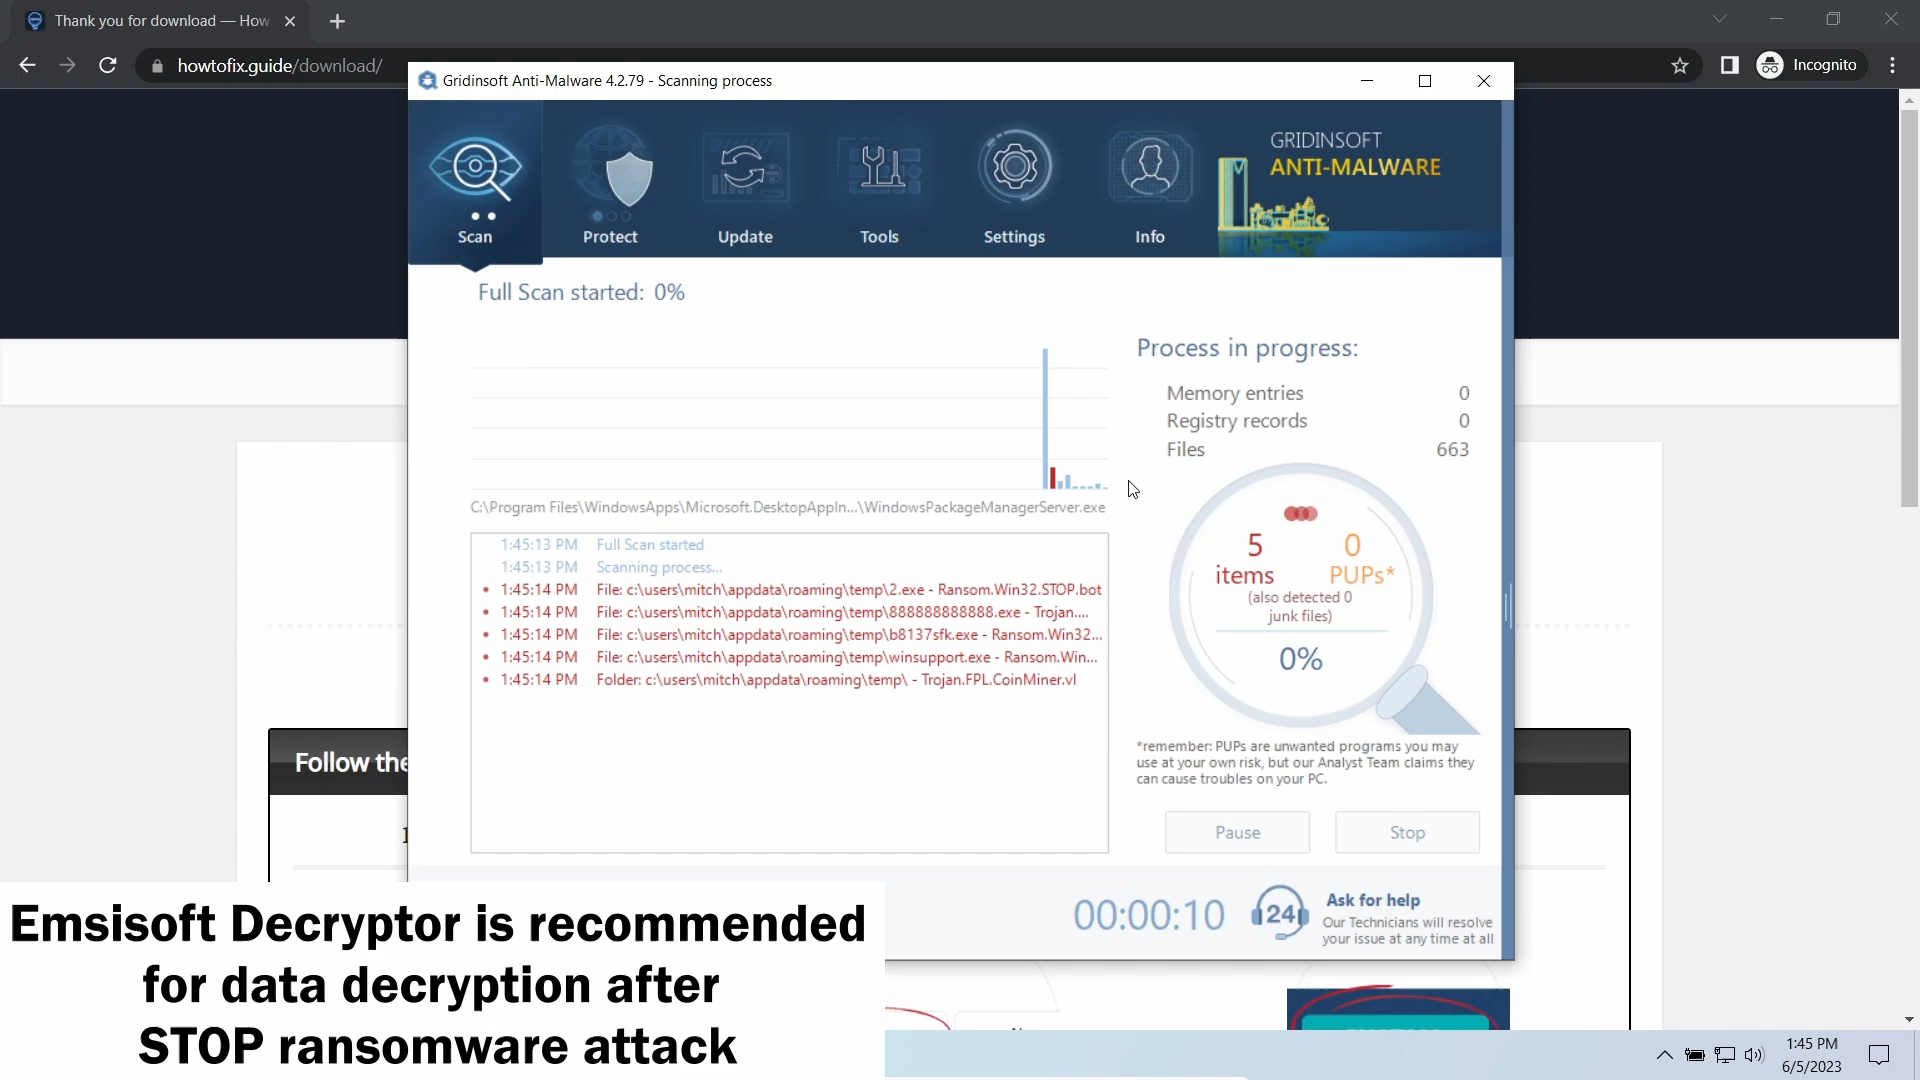 Thank you for download — How
howtofix.guide/download/
Incognito
Gridinsoft Anti-Malware 4.2.79 - Scanning process
Scan
Protect
Update
Tools
Settings
Info
GRIDINSOFT
ANTI-MALWARE
Full Scan started: 0%
Process in progress:
Memory entries 0
Registry records 0
Files 663
C:\Program Files\WindowsApps\Microsoft.DesktopAppIn...\WindowsPackageManagerServer.exe
1:45:13 PM Full Scan started
1:45:13 PM Scanning process...
• 1:45:14 PM File: c:\users\mitch\appdata\roaming\temp\2.exe - Ransom.Win32.STOP.bot
• 1:45:14 PM File: c:\users\mitch\appdata\roaming\temp\888888888888.exe - Trojan....
• 1:45:14 PM File: c:\users\mitch\appdata\roaming\temp\b8137sfk.exe - Ransom.Win32...
• 1:45:14 PM File: c:\users\mitch\appdata\roaming\temp\winsupport.exe - Ransom.Win...
• 1:45:14 PM Folder: c:\users\mitch\appdata\roaming\temp\ - Trojan.FPL.CoinMiner.vl
5 0
items PUPs*
(also detected 0
junk files)
0%
*remember: PUPs are unwanted programs you may
use at your own risk, but our Analyst Team claims they
can cause troubles on your PC.
Pause
Stop
00:00:10
24
Ask for help
Our Technicians will resolve
your issue at any time at all
Follow the
Emsisoft Decryptor is recommended
for data decryption after
STOP ransomware attack
1:45 PM
6/5/2023